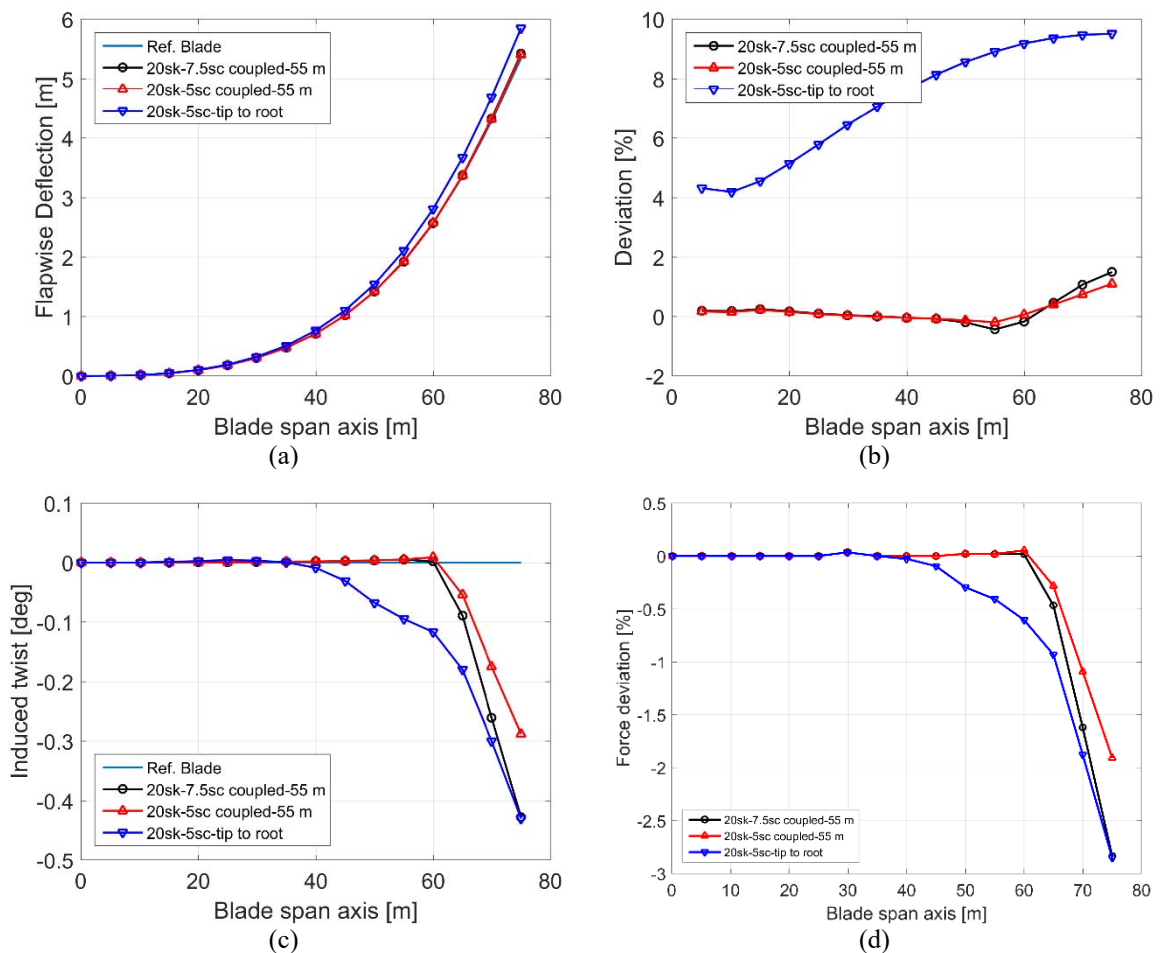 6
5
4
3
2
1
0
Flapwise Deflection [m]
Ref. Blade
20sk-7.5sc coupled-55 m
20sk-5sc coupled-55 m
20sk-5sc-tip to root
0 20 40 60 80
Blade span axis [m]
(a)
10
8
6
4
2
0
-2
Deviation [%]
20sk-7.5sc coupled-55 m
20sk-5sc coupled-55 m
20sk-5sc-tip to root
0 20 40 60 80
Blade span axis [m]
(b)
0.1
0
-0.1
-0.2
-0.3
-0.4
-0.5
Induced twist [deg]
Ref. Blade
20sk-7.5sc coupled-55 m
20sk-5sc coupled-55 m
20sk-5sc-tip to root
0 20 40 60 80
Blade span axis [m]
(c)
0.5
0
-0.5
-1
-1.5
-2
-2.5
-3
Force deviation [%]
20sk-7.5sc coupled-55 m
20sk-5sc coupled-55 m
20sk-5sc-tip to root
0 10 20 30 40 50 60 70 80
Blade span axis [m]
(d)